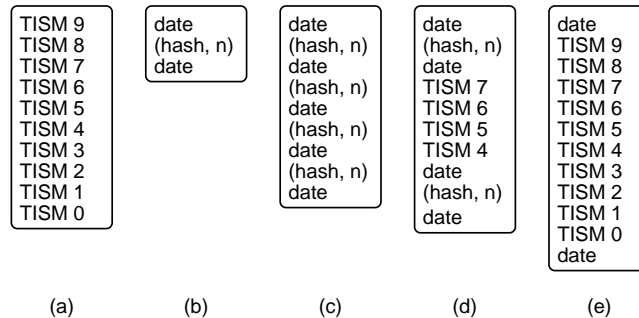 TISM 9
TISM 8
TISM 7
TISM 6
TISM 5
TISM 4
TISM 3
TISM 2
TISM 1
TISM 0
(a)
date
(hash, n)
date
(b)
date
(hash, n)
date
(hash, n)
date
(hash, n)
date
(hash, n)
date
(c)
date
(hash, n)
date
TISM 7
TISM 6
TISM 5
TISM 4
date
(hash, n)
date
(d)
date
TISM 9
TISM 8
TISM 7
TISM 6
TISM 5
TISM 4
TISM 3
TISM 2
TISM 1
TISM 0
date
(e)